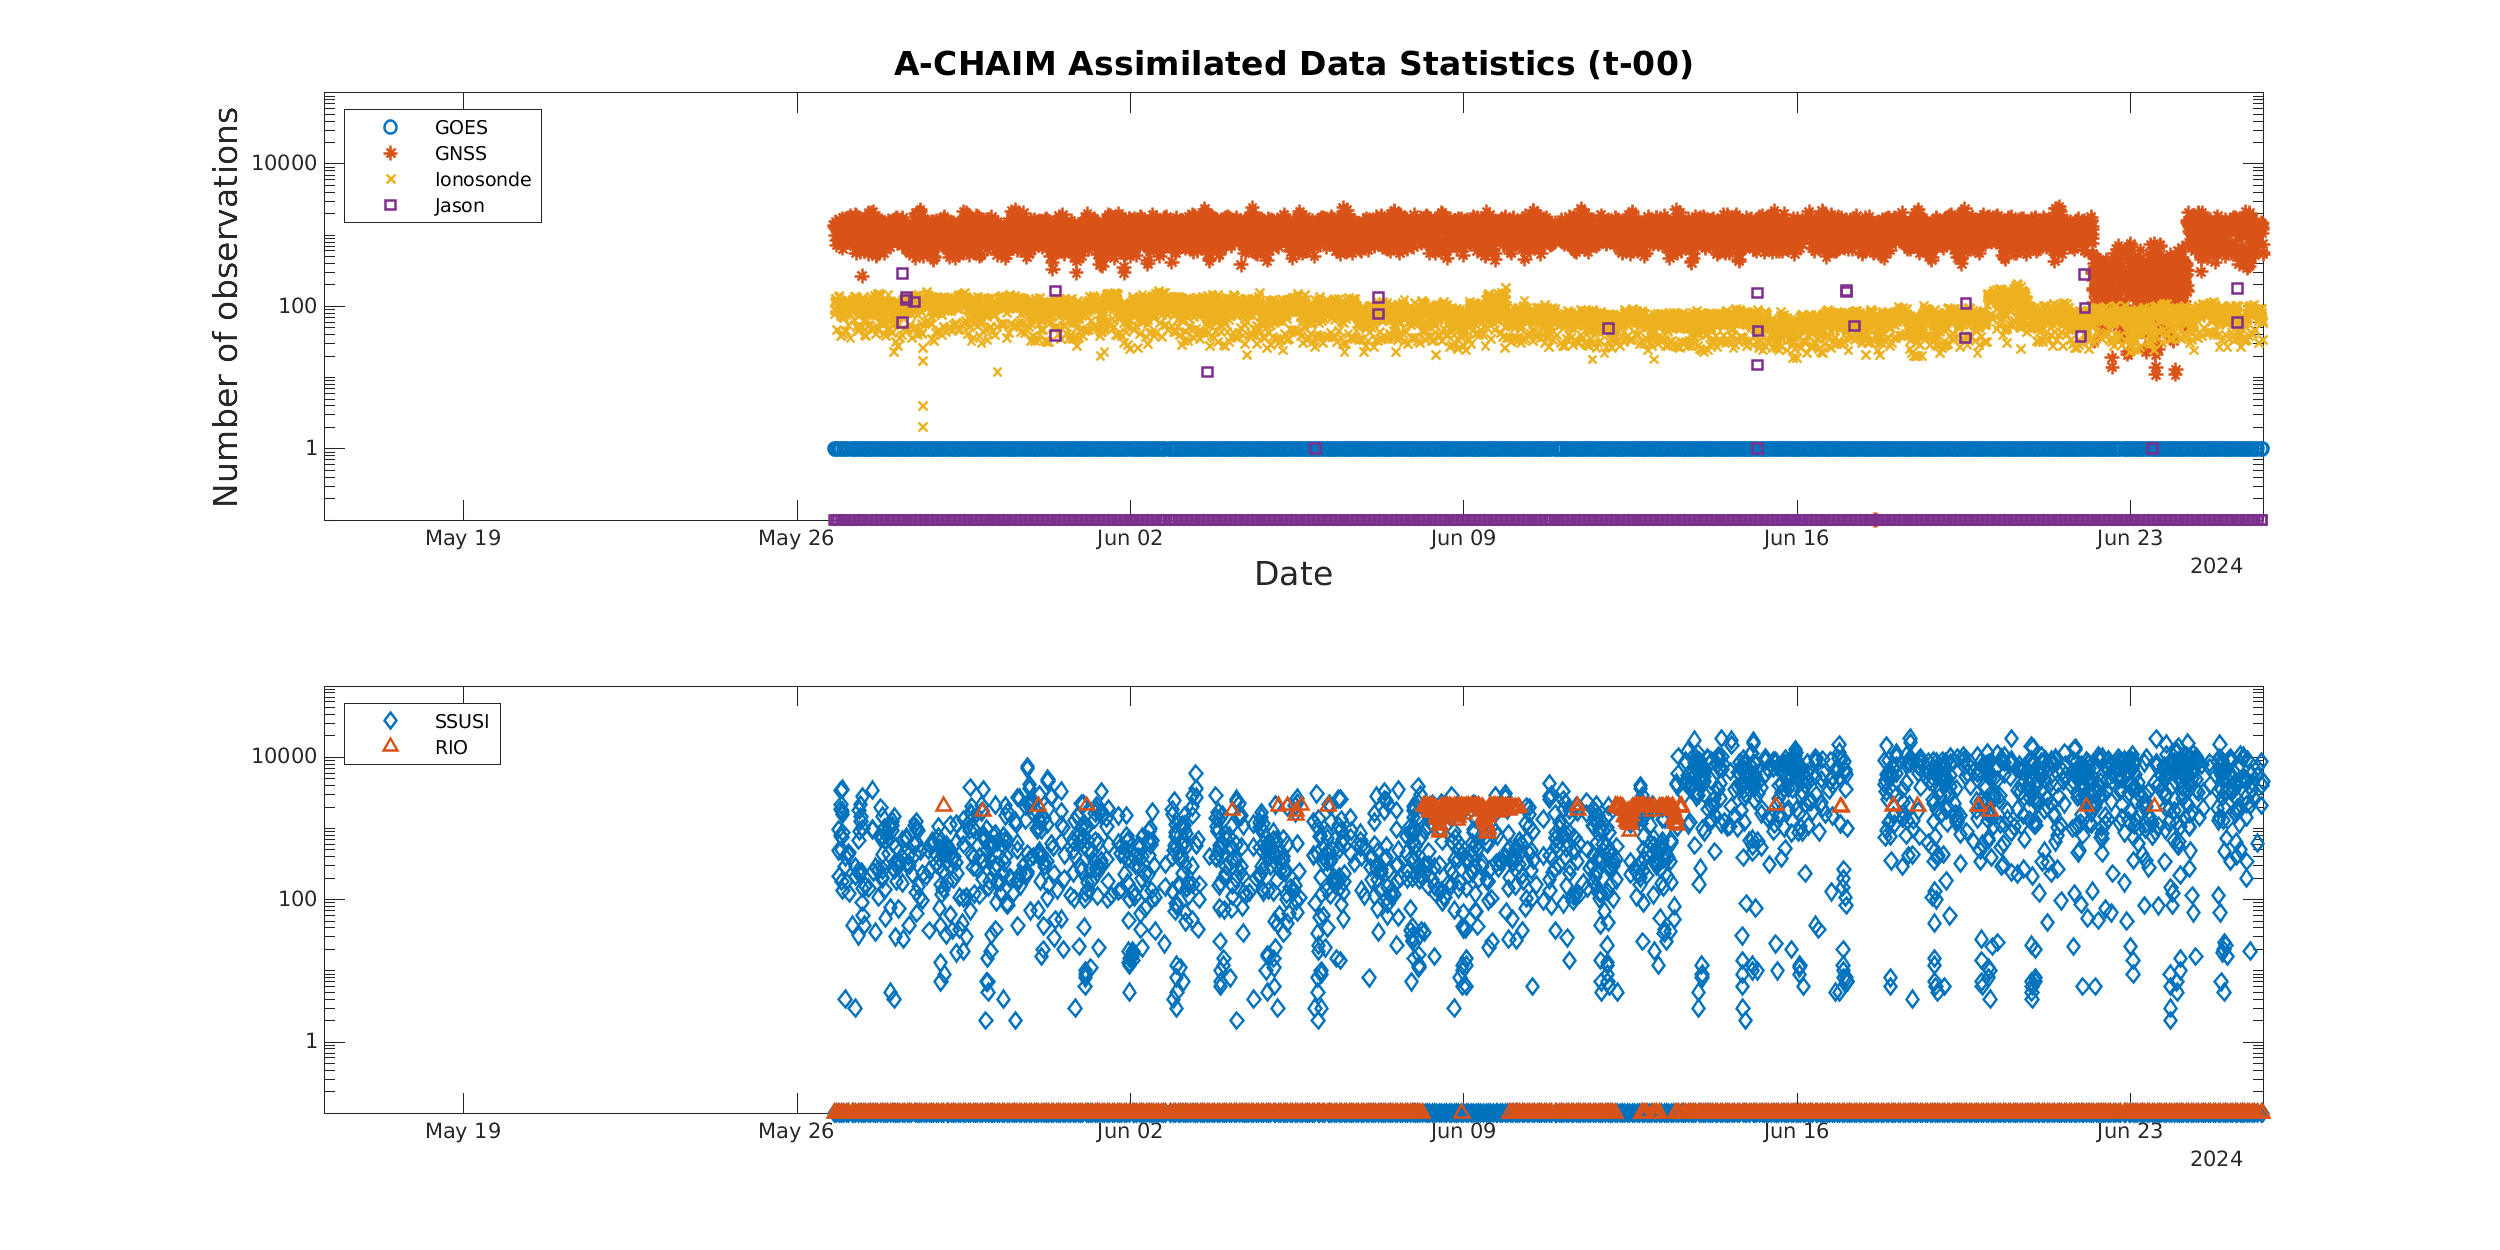 A-CHAIM Assimilated Data Statistics (t-00)
Number of observations
10000
100
1
GOES
GNSS
Ionosonde
Jason
May 19
May 26
Jun 02
Jun 09
Jun 16
Jun 23
2024
Date
10000
100
1
SSUSI
RIO
May 19
May 26
Jun 02
Jun 09
Jun 16
Jun 23
2024